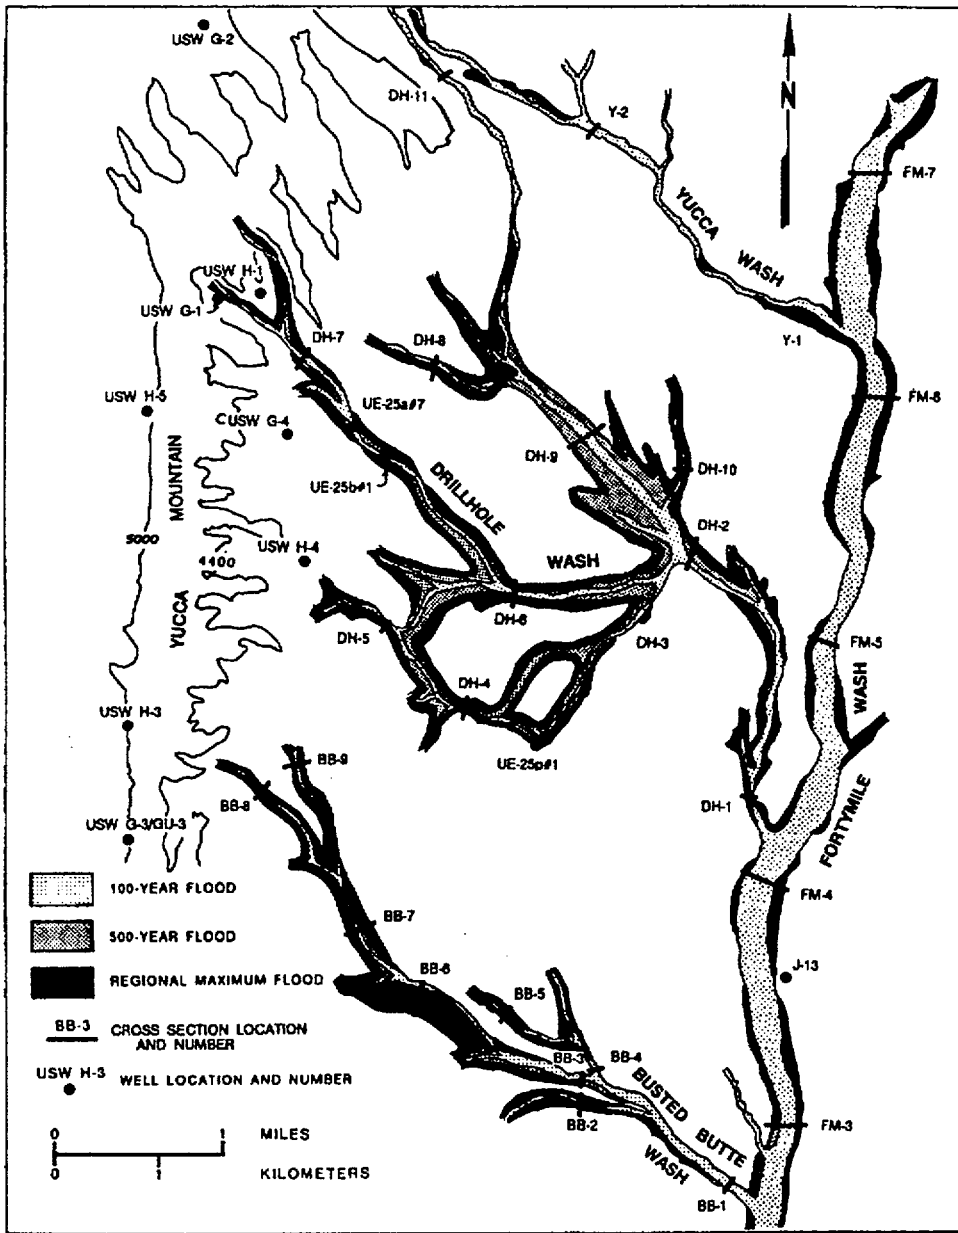 USW G-2
DH-11
Y-2
N
FM-7
YUCCA
WASH
USW H-1
USW G-1
DH-7
DH-8
Y-1
USW H-5
UE-25a#7
FM-6
USW G-4
DH-9
DH-10
MOUNTAIN
UE-25b#1
DRILLHOLE
5000
USW H-4
WASH
DH-2
4400
YUCCA
DH-6
DH-5
DH-3
FM-5
WASH
DH-4
USW H-3
UE-25p#1
BB-9
BB-8
DH-1
FORTYMILE
USW G-3/GU-3
100-YEAR FLOOD
FM-4
BB-7
500-YEAR FLOOD
BB-6
J-13
REGIONAL MAXIMUM FLOOD
BB-5
BB-3
CROSS SECTION LOCATION
AND NUMBER
BB-3
BB-4
USW H-3
WELL LOCATION AND NUMBER
BUSTED
BUTTE
WASH
BB-2
FM-3
0 1 MILES
0 1 KILOMETERS
BB-1